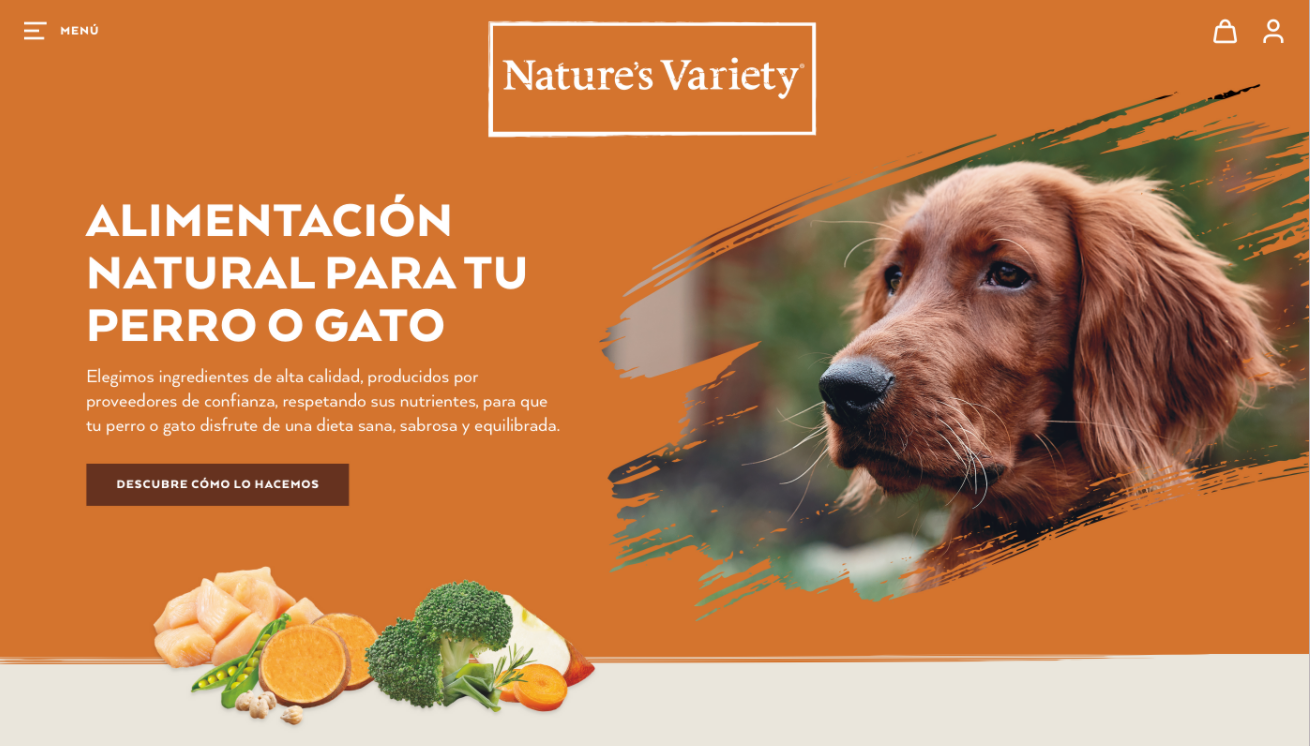 MENÚ
Nature's Variety®
ALIMENTACIÓN
NATURAL PARA TU
PERRO O GATO
Elegimos ingredientes de alta calidad, producidos por
proveedores de confianza, respetando sus nutrientes, para que
tu perro o gato disfrute de una dieta sana, sabrosa y equilibrada.
DESCUBRE CÓMO LO HACEMOS